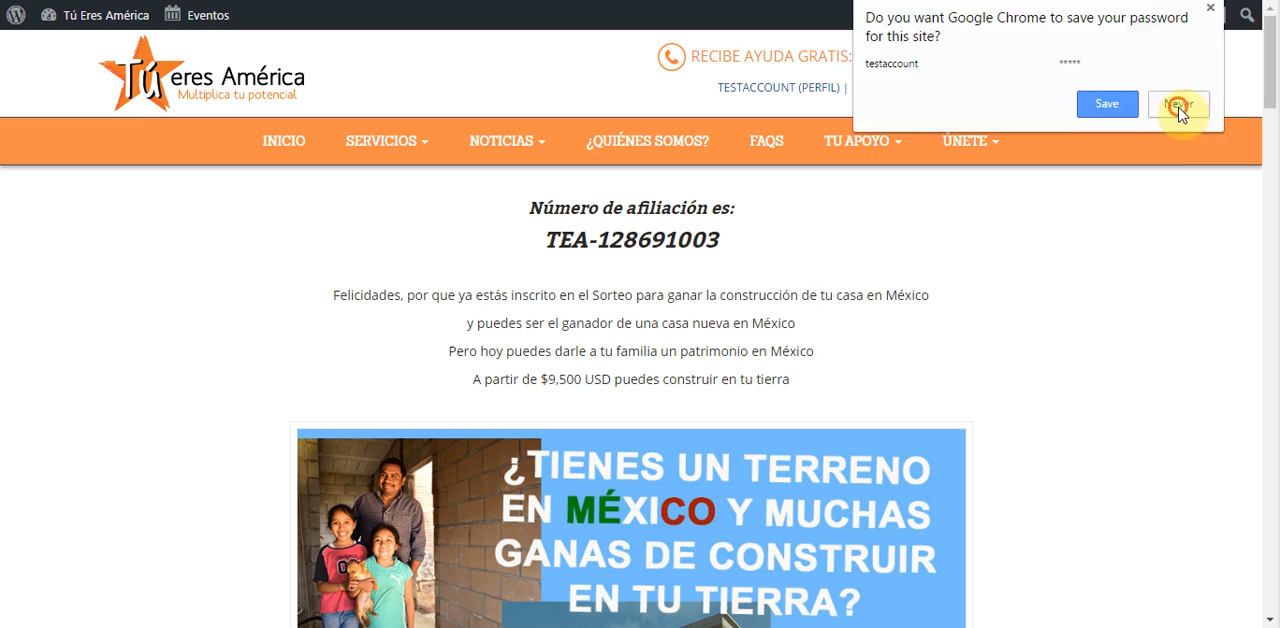 Tú Eres América
Eventos
Do you want Google Chrome to save your password
for this site?
testaccount
*****
Save
Never
Tú eres América
Multiplica tu potencial
RECIBE AYUDA GRATIS:
TESTACCOUNT (PERFIL) |
INICIO
SERVICIOS
NOTICIAS
¿QUIÉNES SOMOS?
FAQS
TU APOYO
ÚNETE
Número de afiliación es:
TEA-128691003
Felicidades, por que ya estás inscrito en el Sorteo para ganar la construcción de tu casa en México
y puedes ser el ganador de una casa nueva en México
Pero hoy puedes darle a tu familia un patrimonio en México
A partir de $9,500 USD puedes construir en tu tierra
¿TIENES UN TERRENO
EN MÉXICO Y MUCHAS
GANAS DE CONSTRUIR
EN TU TIERRA?